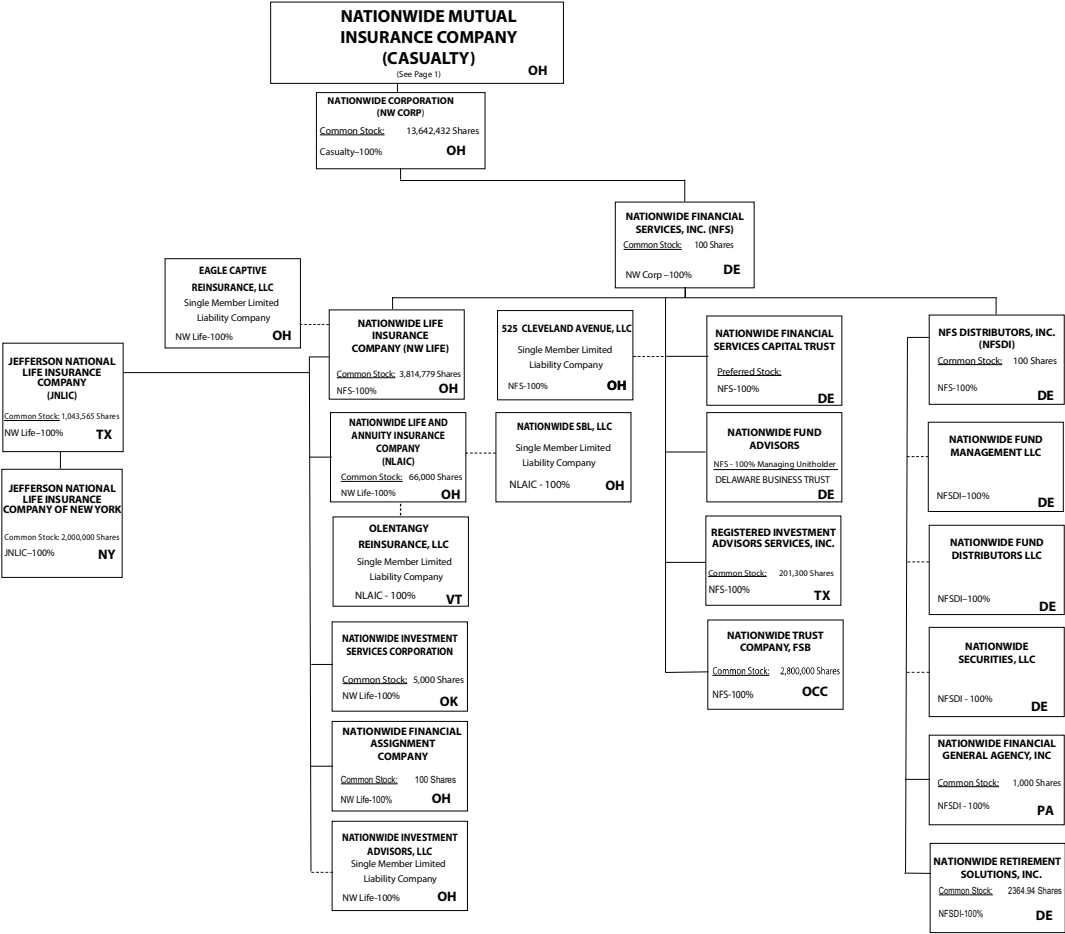 NATIONWIDE MUTUAL
INSURANCE COMPANY
(CASUALTY)
(See Page 1)
OH
NATIONWIDE CORPORATION
(NW CORP)
Common Stock: 13,642,432 Shares
Casualty–100% OH
NATIONWIDE FINANCIAL
SERVICES, INC. (NFS)
Common Stock: 100 Shares
NW Corp –100% DE
EAGLE CAPTIVE
REINSURANCE, LLC
Single Member Limited
Liability Company
NW Life-100% OH
JEFFERSON NATIONAL
LIFE INSURANCE
COMPANY
(JNLIC)
Common Stock: 1,043,565 Shares
NW Life–100% TX
JEFFERSON NATIONAL
LIFE INSURANCE
COMPANY OF NEW YORK
Common Stock: 2,000,000 Shares
JNLIC–100% NY
NATIONWIDE LIFE
INSURANCE
COMPANY (NW LIFE)
Common Stock: 3,814,779 Shares
NFS-100% OH
NATIONWIDE LIFE AND
ANNUITY INSURANCE
COMPANY
(NLAIC)
Common Stock: 66,000 Shares
NW Life-100% OH
OLENTANGY
REINSURANCE, LLC
Single Member Limited
Liability Company
NLAIC - 100% VT
NATIONWIDE INVESTMENT
SERVICES CORPORATION
Common Stock: 5,000 Shares
NW Life-100% OK
NATIONWIDE FINANCIAL
ASSIGNMENT
COMPANY
Common Stock: 100 Shares
NW Life-100% OH
NATIONWIDE INVESTMENT
ADVISORS, LLC
Single Member Limited
Liability Company
NW Life-100% OH
525 CLEVELAND AVENUE, LLC
Single Member Limited
Liability Company
NFS-100% OH
NATIONWIDE SBL, LLC
Single Member Limited
Liability Company
NLAIC - 100% OH
NATIONWIDE FINANCIAL
SERVICES CAPITAL TRUST
Preferred Stock:
NFS-100%
DE
NATIONWIDE FUND
ADVISORS
NFS - 100% Managing Unitholder
DELAWARE BUSINESS TRUST
DE
REGISTERED INVESTMENT
ADVISORS SERVICES, INC.
Common Stock: 201,300 Shares
NFS-100% TX
NATIONWIDE TRUST
COMPANY, FSB
Common Stock: 2,800,000 Shares
NFS-100% OCC
NFS DISTRIBUTORS, INC.
(NFSDI)
Common Stock: 100 Shares
NFS-100% DE
NATIONWIDE FUND
MANAGEMENT LLC
NFSDI–100% DE
NATIONWIDE FUND
DISTRIBUTORS LLC
NFSDI–100% DE
NATIONWIDE
SECURITIES, LLC
NFSDI - 100% DE
NATIONWIDE FINANCIAL
GENERAL AGENCY, INC
Common Stock: 1,000 Shares
NFSDI - 100%
PA
NATIONWIDE RETIREMENT
SOLUTIONS, INC.
Common Stock: 2364.94 Shares
NFSDI-100% DE